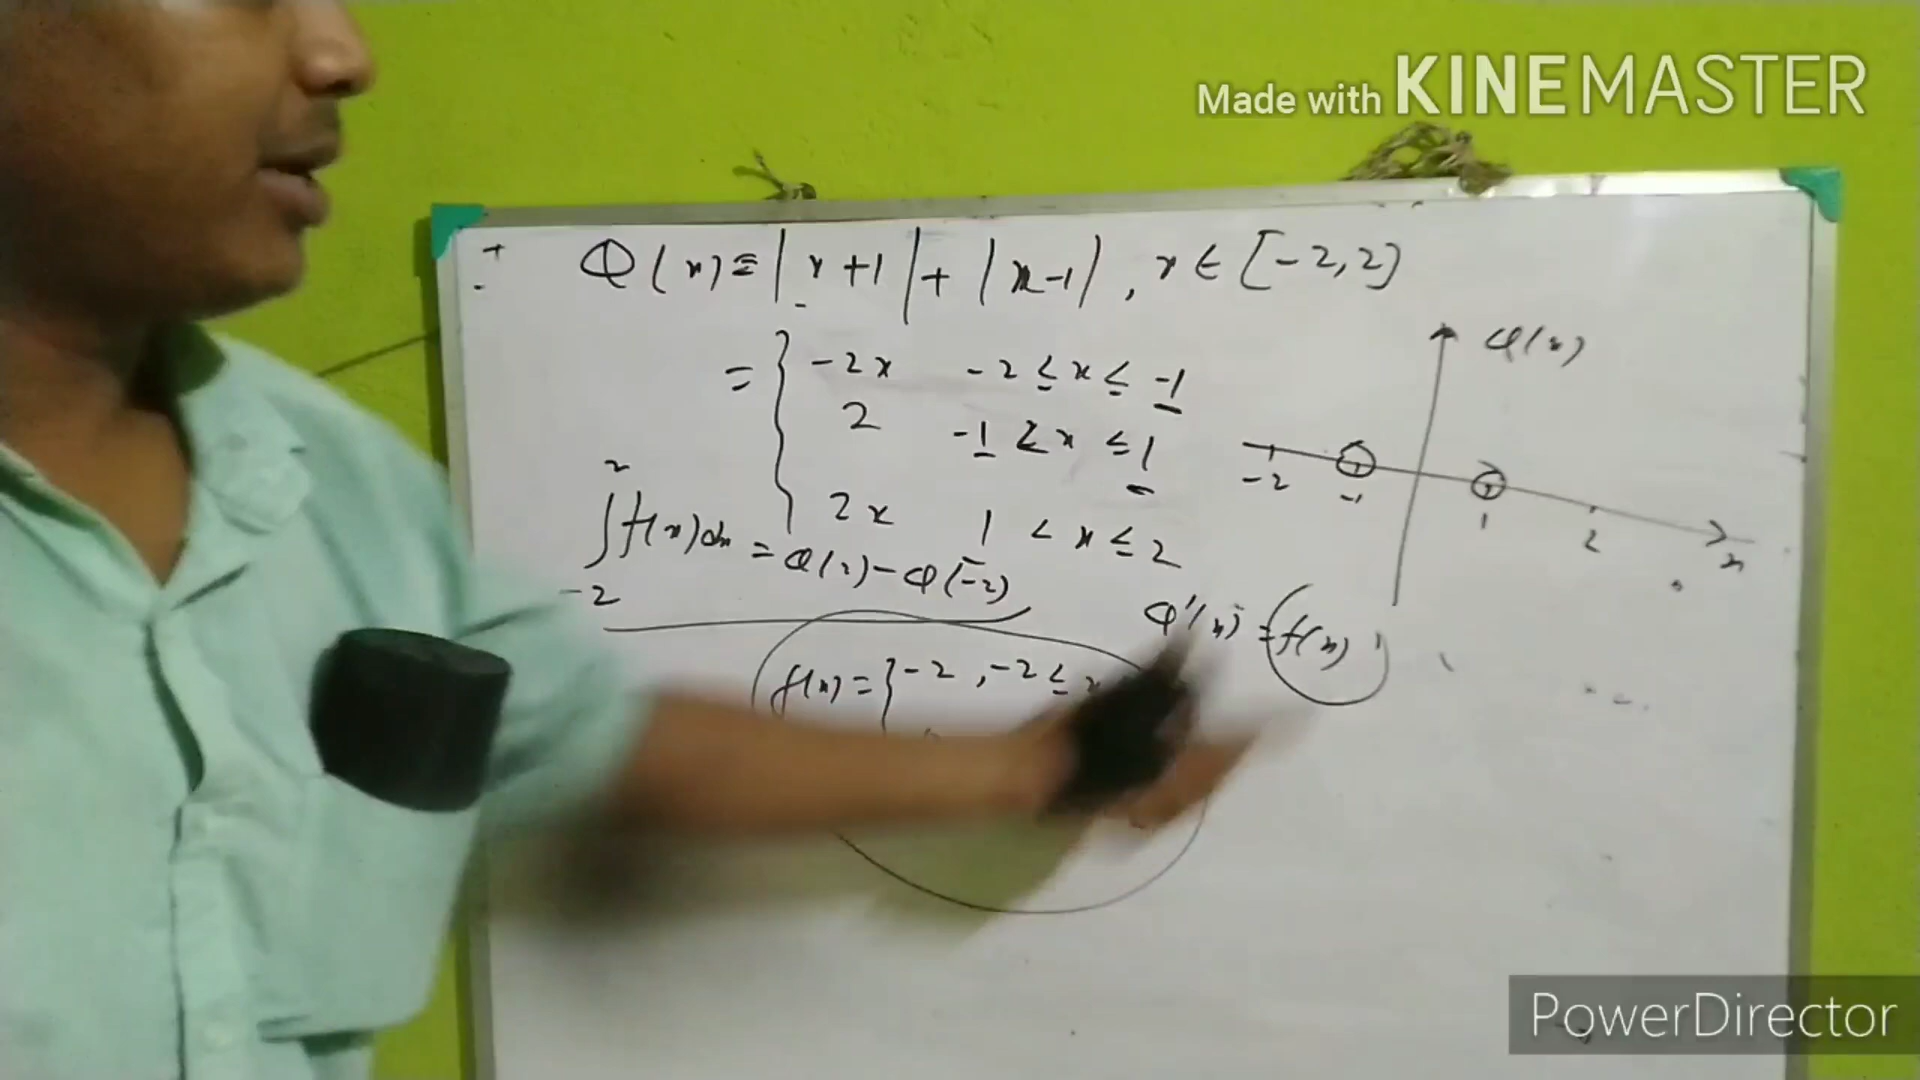 Made with KINEMASTER
Φ(x) = |x+1| + |x-1|, x ∈ [-2,2]
= { -2x -2 ≤ x ≤ -1
2 -1 ≤ x ≤ 1
2x 1 < x ≤ 2
∫₋₂² f(x)dx = φ(2) - φ(-2)
φ'(x) = f(x)
f(x) = { -2 , -2 ≤ x
φ(x)
-2 -1 1 2 x
PowerDirector